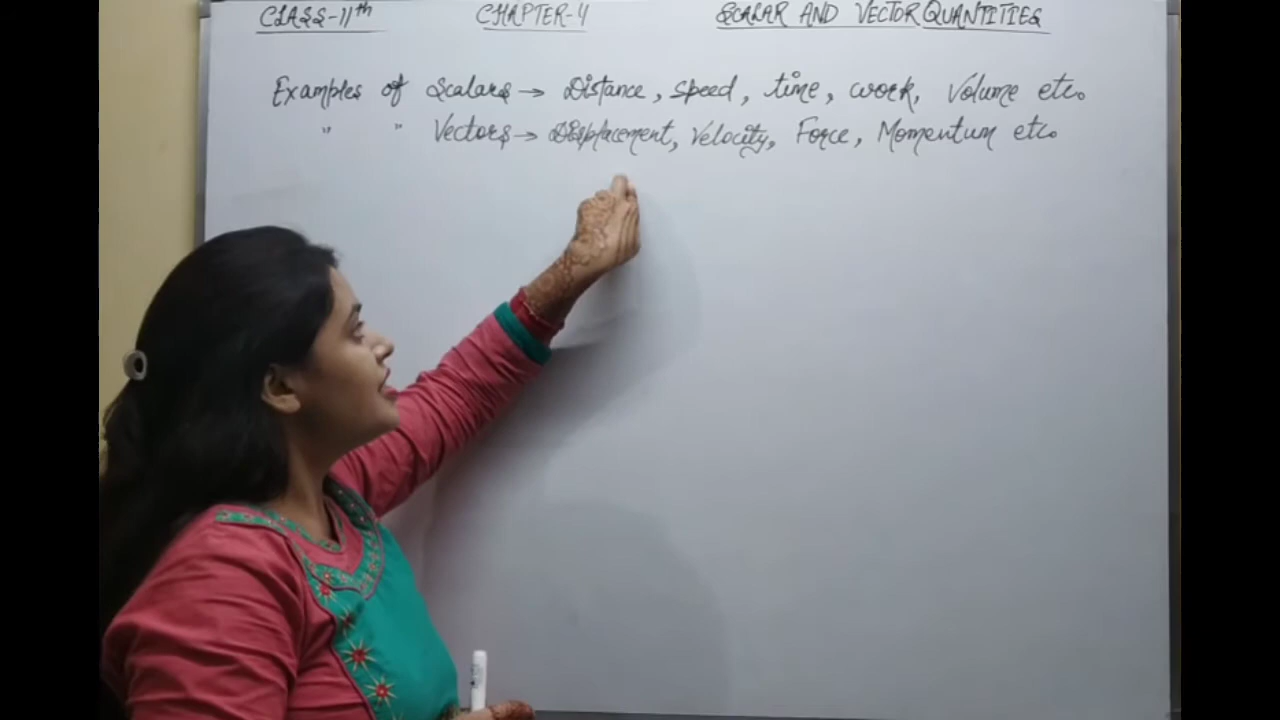 CLASS-11th CHAPTER-4 SCALAR AND VECTOR QUANTITIES
Examples of Scalars → Distance, speed, time, work, Volume etc.
" " Vectors → Displacement, Velocity, Force, Momentum etc.